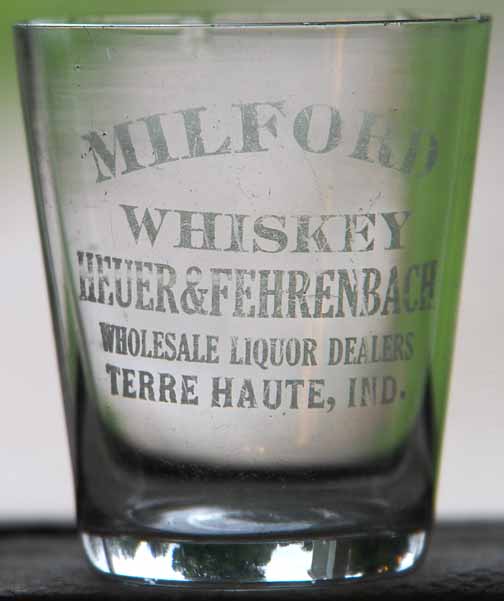 MILFORD
WHISKEY
HEUER&FEHRENBACH
WHOLESALE LIQUOR DEALERS
TERRE HAUTE, IND.